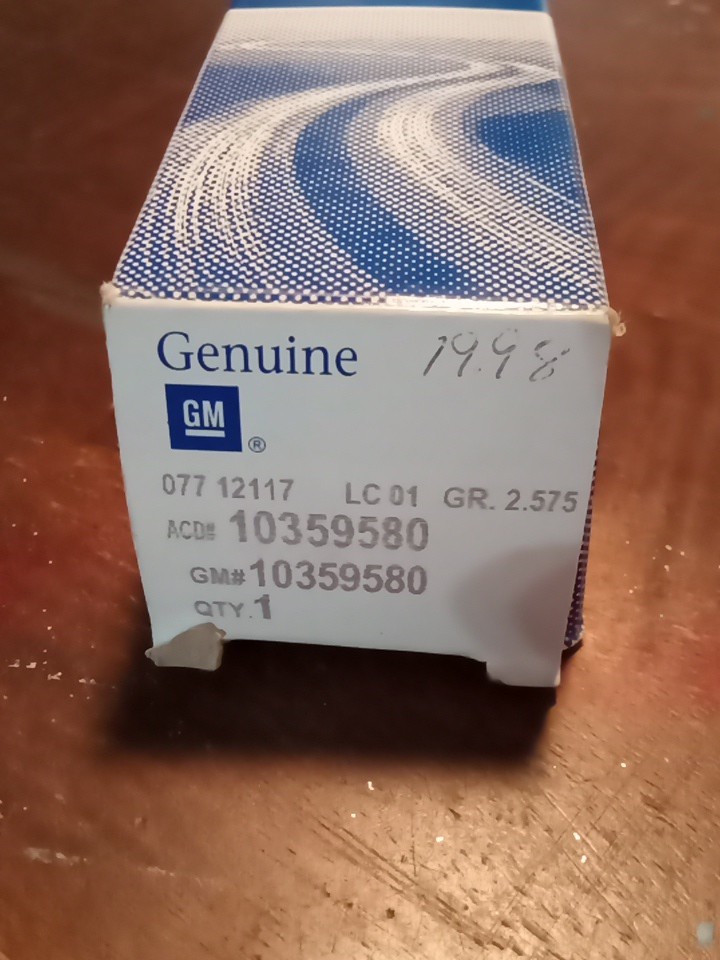 Genuine
19.98
GM
®
077 12117 LC 01 GR. 2.575
ACD# 10359580
GM# 10359580
QTY. 1